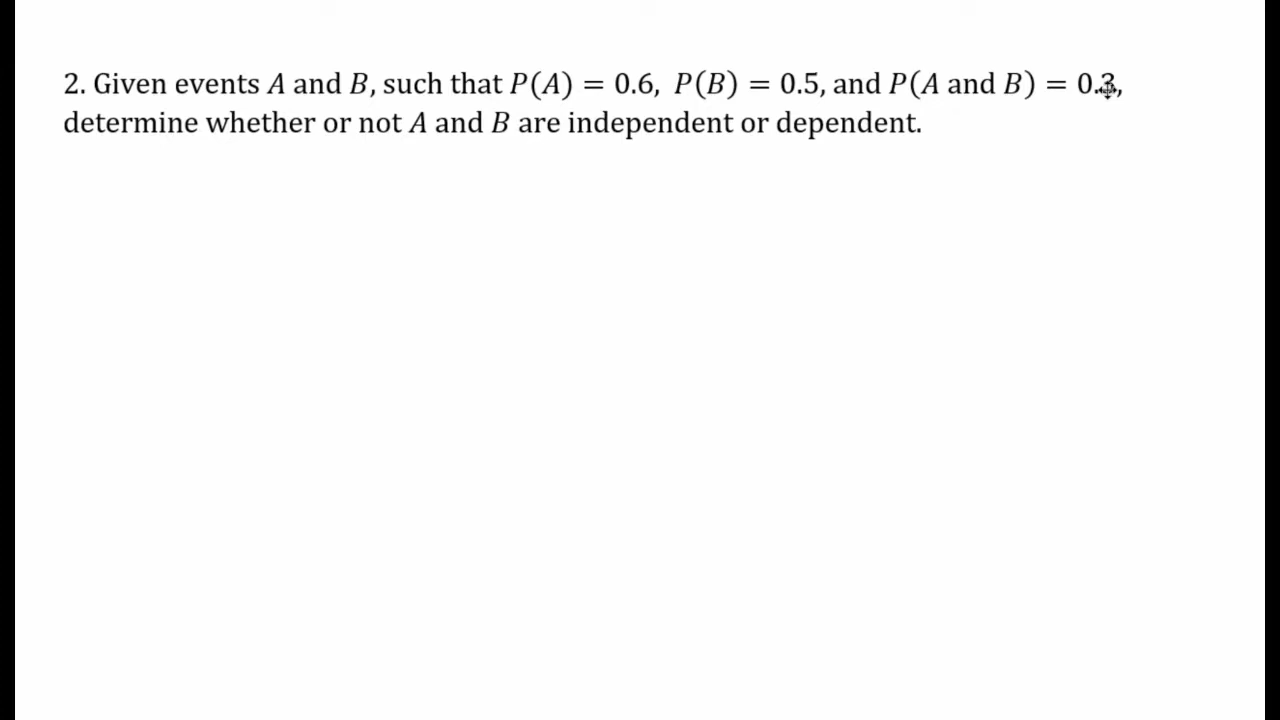 2. Given events A and B, such that P(A) = 0.6, P(B) = 0.5, and P(A and B) = 0.3,
determine whether or not A and B are independent or dependent.